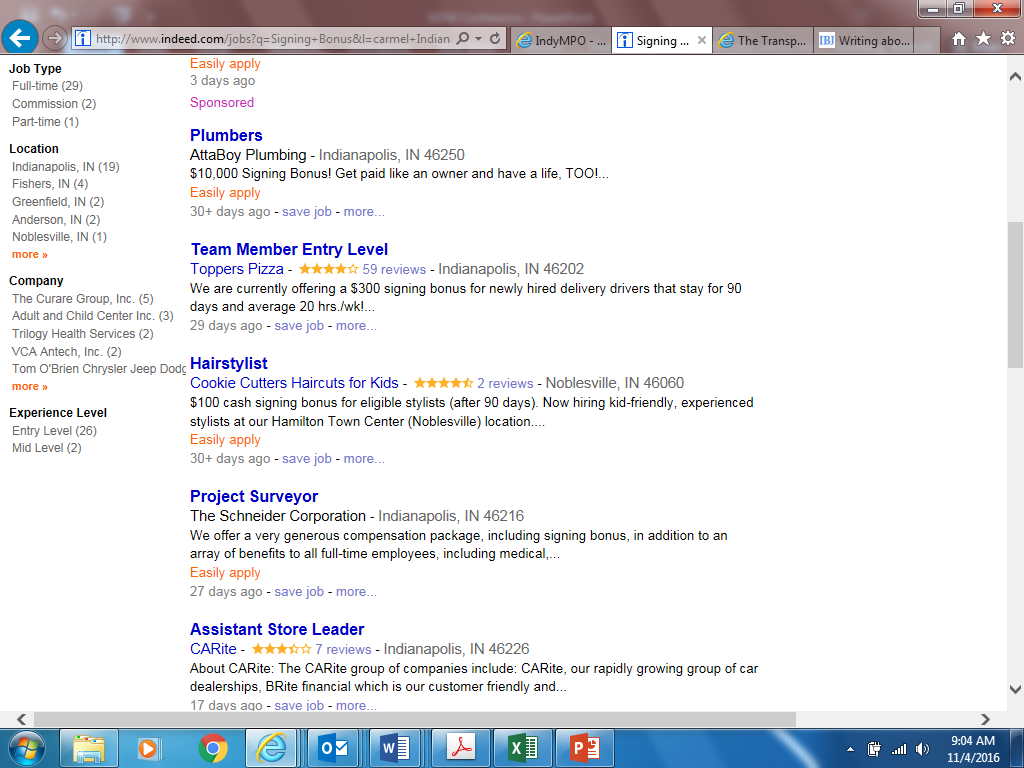 http://www.indeed.com/jobs?q=Signing+Bonus&l=carmel+Indian
IndyMPO - ...
Signing ...
The Transp...
IBJ Writing abo...
Job Type
Full-time (29)
Commission (2)
Part-time (1)
Location
Indianapolis, IN (19)
Fishers, IN (4)
Greenfield, IN (2)
Anderson, IN (2)
Noblesville, IN (1)
more »
Company
The Curare Group, Inc. (5)
Adult and Child Center Inc. (3)
Trilogy Health Services (2)
VCA Antech, Inc. (2)
Tom O'Brien Chrysler Jeep Dodg
more »
Experience Level
Entry Level (26)
Mid Level (2)
Easily apply
3 days ago
Sponsored
Plumbers
AttaBoy Plumbing - Indianapolis, IN 46250
$10,000 Signing Bonus! Get paid like an owner and have a life, TOO!...
Easily apply
30+ days ago - save job - more...
Team Member Entry Level
Toppers Pizza - 59 reviews - Indianapolis, IN 46202
We are currently offering a $300 signing bonus for newly hired delivery drivers that stay for 90
days and average 20 hrs./wk!...
29 days ago - save job - more...
Hairstylist
Cookie Cutters Haircuts for Kids - 2 reviews - Noblesville, IN 46060
$100 cash signing bonus for eligible stylists (after 90 days). Now hiring kid-friendly, experienced
stylists at our Hamilton Town Center (Noblesville) location....
Easily apply
30+ days ago - save job - more...
Project Surveyor
The Schneider Corporation - Indianapolis, IN 46216
We offer a very generous compensation package, including signing bonus, in addition to an
array of benefits to all full-time employees, including medical,...
Easily apply
27 days ago - save job - more...
Assistant Store Leader
CARite - 7 reviews - Indianapolis, IN 46226
About CARite: The CARite group of companies include: CARite, our rapidly growing group of car
dealerships, BRite financial which is our customer friendly and...
17 days ago - save job - more...
9:04 AM
11/4/2016